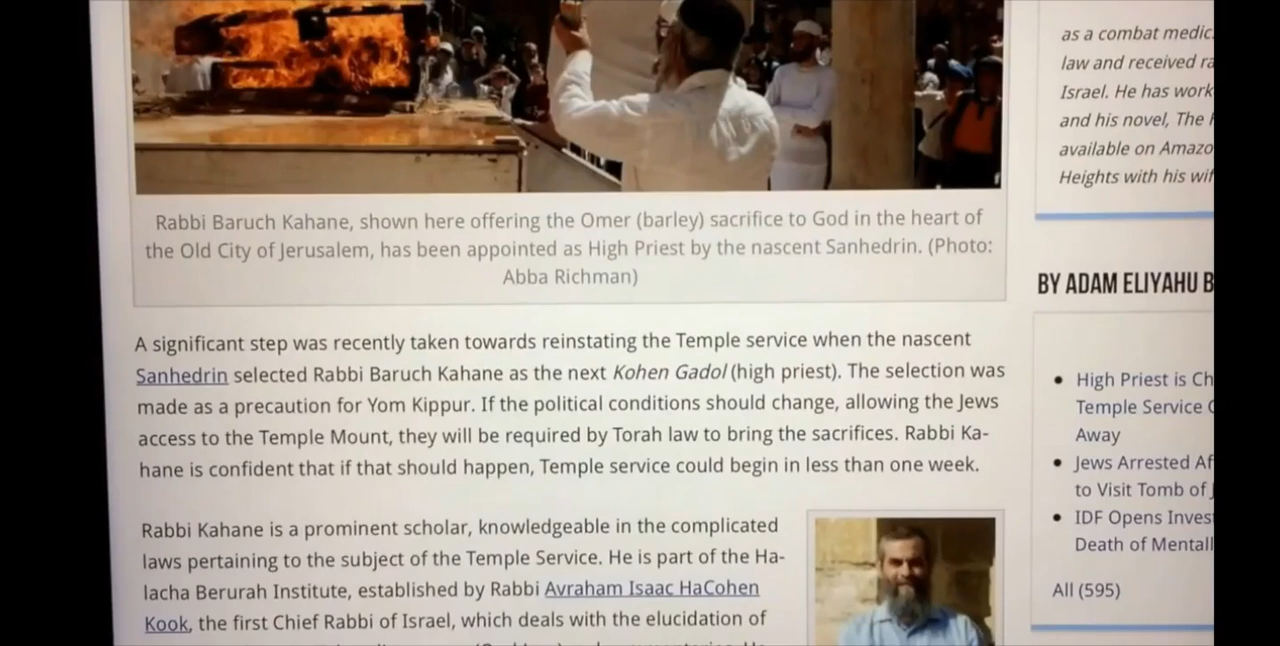 Rabbi Baruch Kahane, shown here offering the Omer (barley) sacrifice to God in the heart of
the Old City of Jerusalem, has been appointed as High Priest by the nascent Sanhedrin. (Photo:
Abba Richman)
A significant step was recently taken towards reinstating the Temple service when the nascent
Sanhedrin selected Rabbi Baruch Kahane as the next Kohen Gadol (high priest). The selection was
made as a precaution for Yom Kippur. If the political conditions should change, allowing the Jews
access to the Temple Mount, they will be required by Torah law to bring the sacrifices. Rabbi Ka-
hane is confident that if that should happen, Temple service could begin in less than one week.
Rabbi Kahane is a prominent scholar, knowledgeable in the complicated
laws pertaining to the subject of the Temple Service. He is part of the Ha-
lacha Berurah Institute, established by Rabbi Avraham Isaac HaCohen
Kook, the first Chief Rabbi of Israel, which deals with the elucidation of
as a combat medic.
law and received ra
Israel. He has work
and his novel, The
available on Amazo
Heights with his wif
BY ADAM ELIYAHU B
• High Priest is Ch
Temple Service
Away
• Jews Arrested Af
to Visit Tomb of
• IDF Opens Inves
Death of Mentall
All (595)